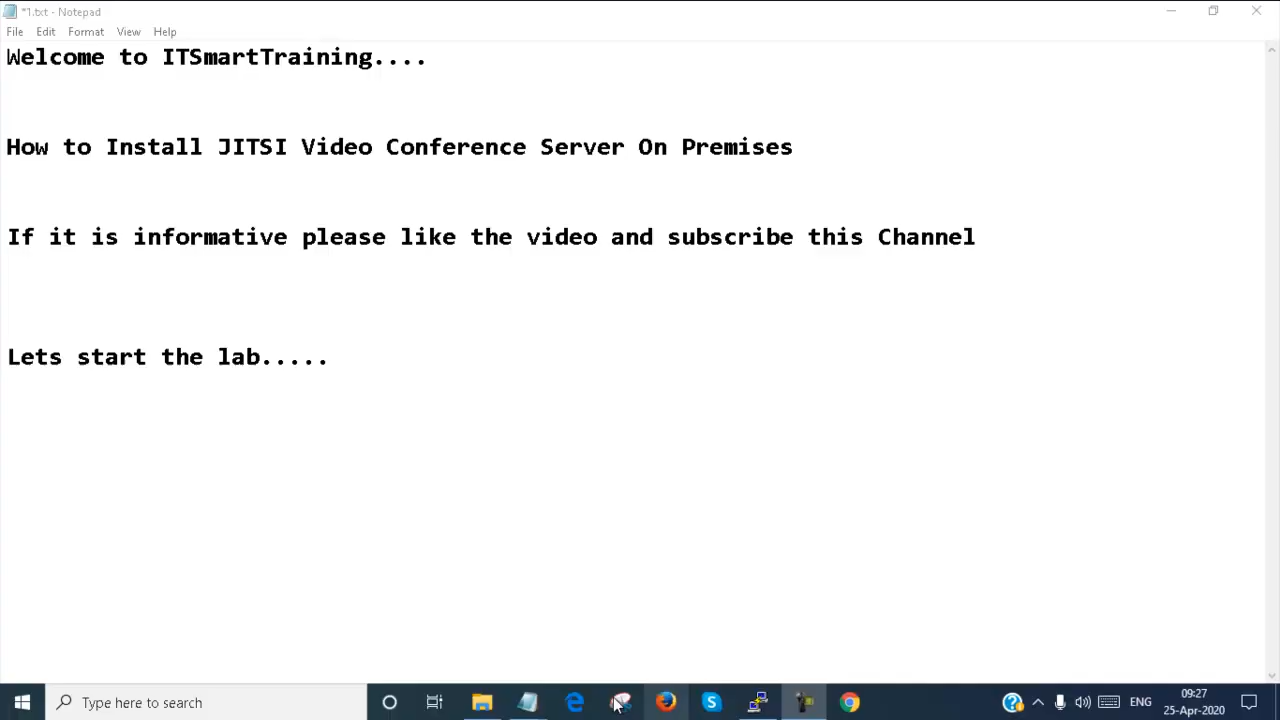 *1.txt - Notepad
File Edit Format View Help
Welcome to ITSmartTraining....
How to Install JITSI Video Conference Server On Premises
If it is informative please like the video and subscribe this Channel
Lets start the lab.....
Type here to search
ENG
09:27
25-Apr-2020